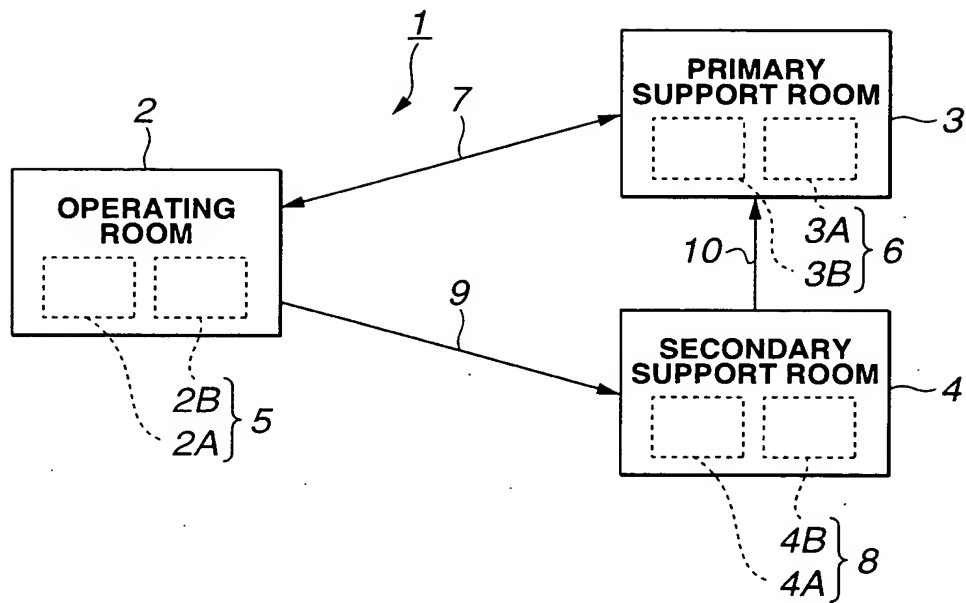 1
2
7
PRIMARY
SUPPORT ROOM
3
OPERATING
ROOM
3A
3B
6
10
9
2B
2A
5
SECONDARY
SUPPORT ROOM
4
4B
4A
8